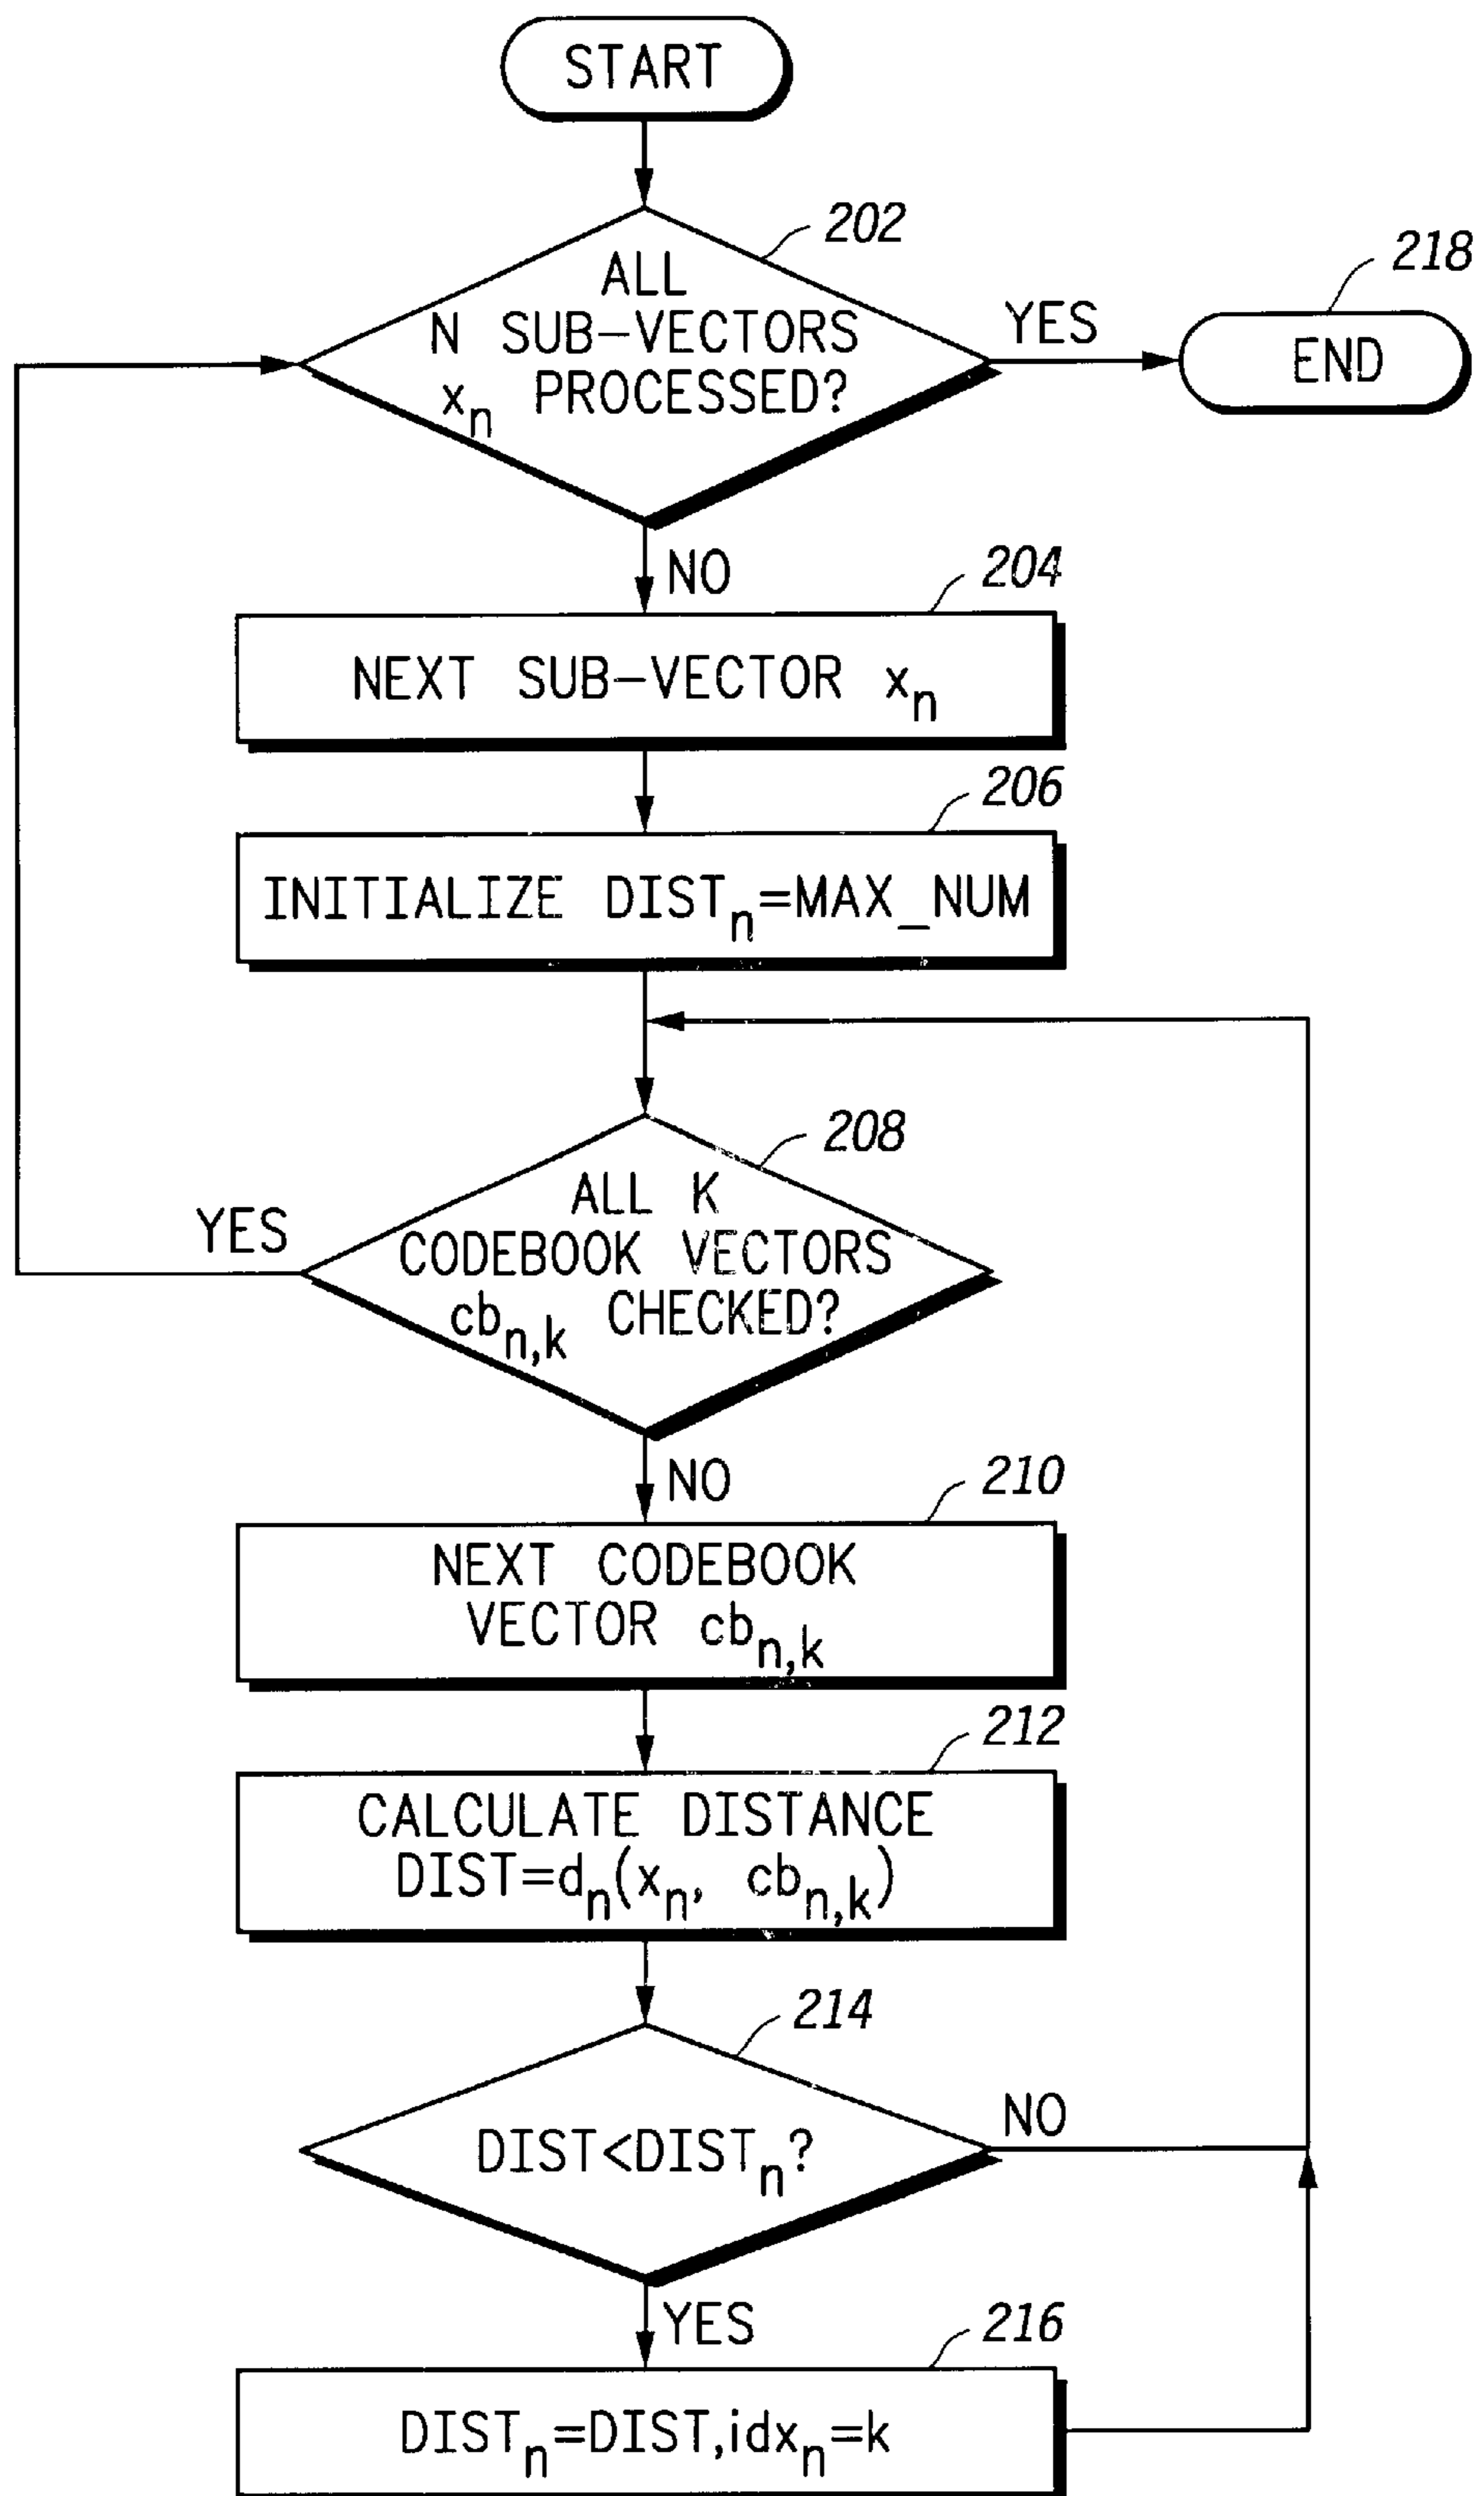 START
202
ALL
N SUB-VECTORS
xₙ PROCESSED?
YES
218
END
NO
204
NEXT SUB-VECTOR xₙ
206
INITIALIZE DISTₙ=MAX_NUM
208
ALL K
CODEBOOK VECTORS
cbₙ,ₖ CHECKED?
YES
NO
210
NEXT CODEBOOK
VECTOR cbₙ,ₖ
212
CALCULATE DISTANCE
DIST=dₙ(xₙ, cbₙ,ₖ)
214
DIST<DISTₙ?
NO
YES
216
DISTₙ=DIST,idxₙ=k